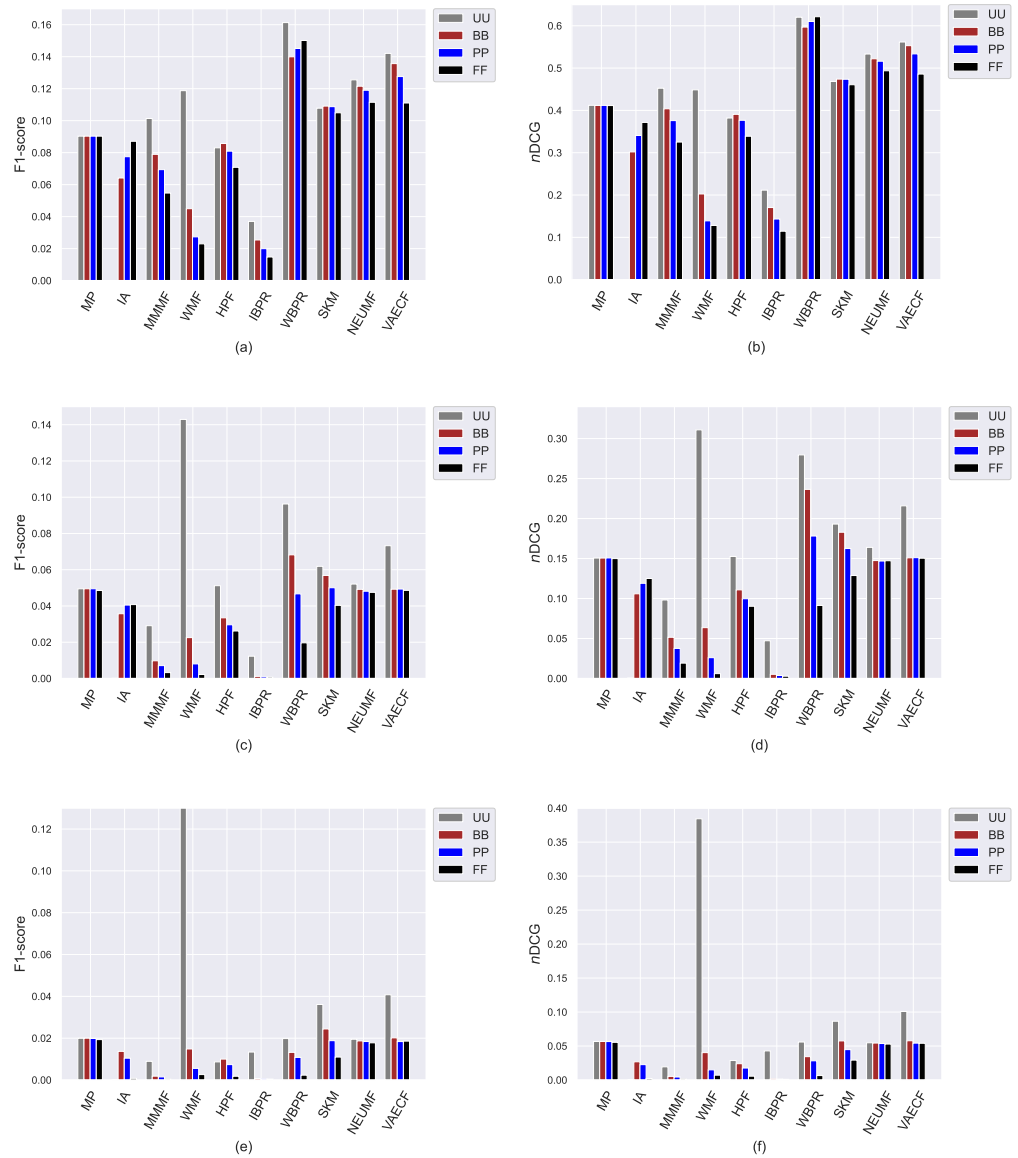 0.16
0.14
0.12
0.10
0.08
0.06
0.04
0.02
0.00
F1-score
MP IA MMMF WMF HPF IBPR WBPR SKM NEUMF VAECF
UU
BB
PP
FF
(a)
0.6
0.5
0.4
0.3
0.2
0.1
0.0
nDCG
MP IA MMMF WMF HPF IBPR WBPR SKM NEUMF VAECF
UU
BB
PP
FF
(b)
0.14
0.12
0.10
0.08
0.06
0.04
0.02
0.00
F1-score
MP IA MMMF WMF HPF IBPR WBPR SKM NEUMF VAECF
UU
BB
PP
FF
(c)
0.30
0.25
0.20
0.15
0.10
0.05
0.00
nDCG
MP IA MMMF WMF HPF IBPR WBPR SKM NEUMF VAECF
UU
BB
PP
FF
(d)
0.12
0.10
0.08
0.06
0.04
0.02
0.00
F1-score
MP IA MMMF WMF HPF IBPR WBPR SKM NEUMF VAECF
UU
BB
PP
FF
(e)
0.40
0.35
0.30
0.25
0.20
0.15
0.10
0.05
0.00
nDCG
MP IA MMMF WMF HPF IBPR WBPR SKM NEUMF VAECF
UU
BB
PP
FF
(f)